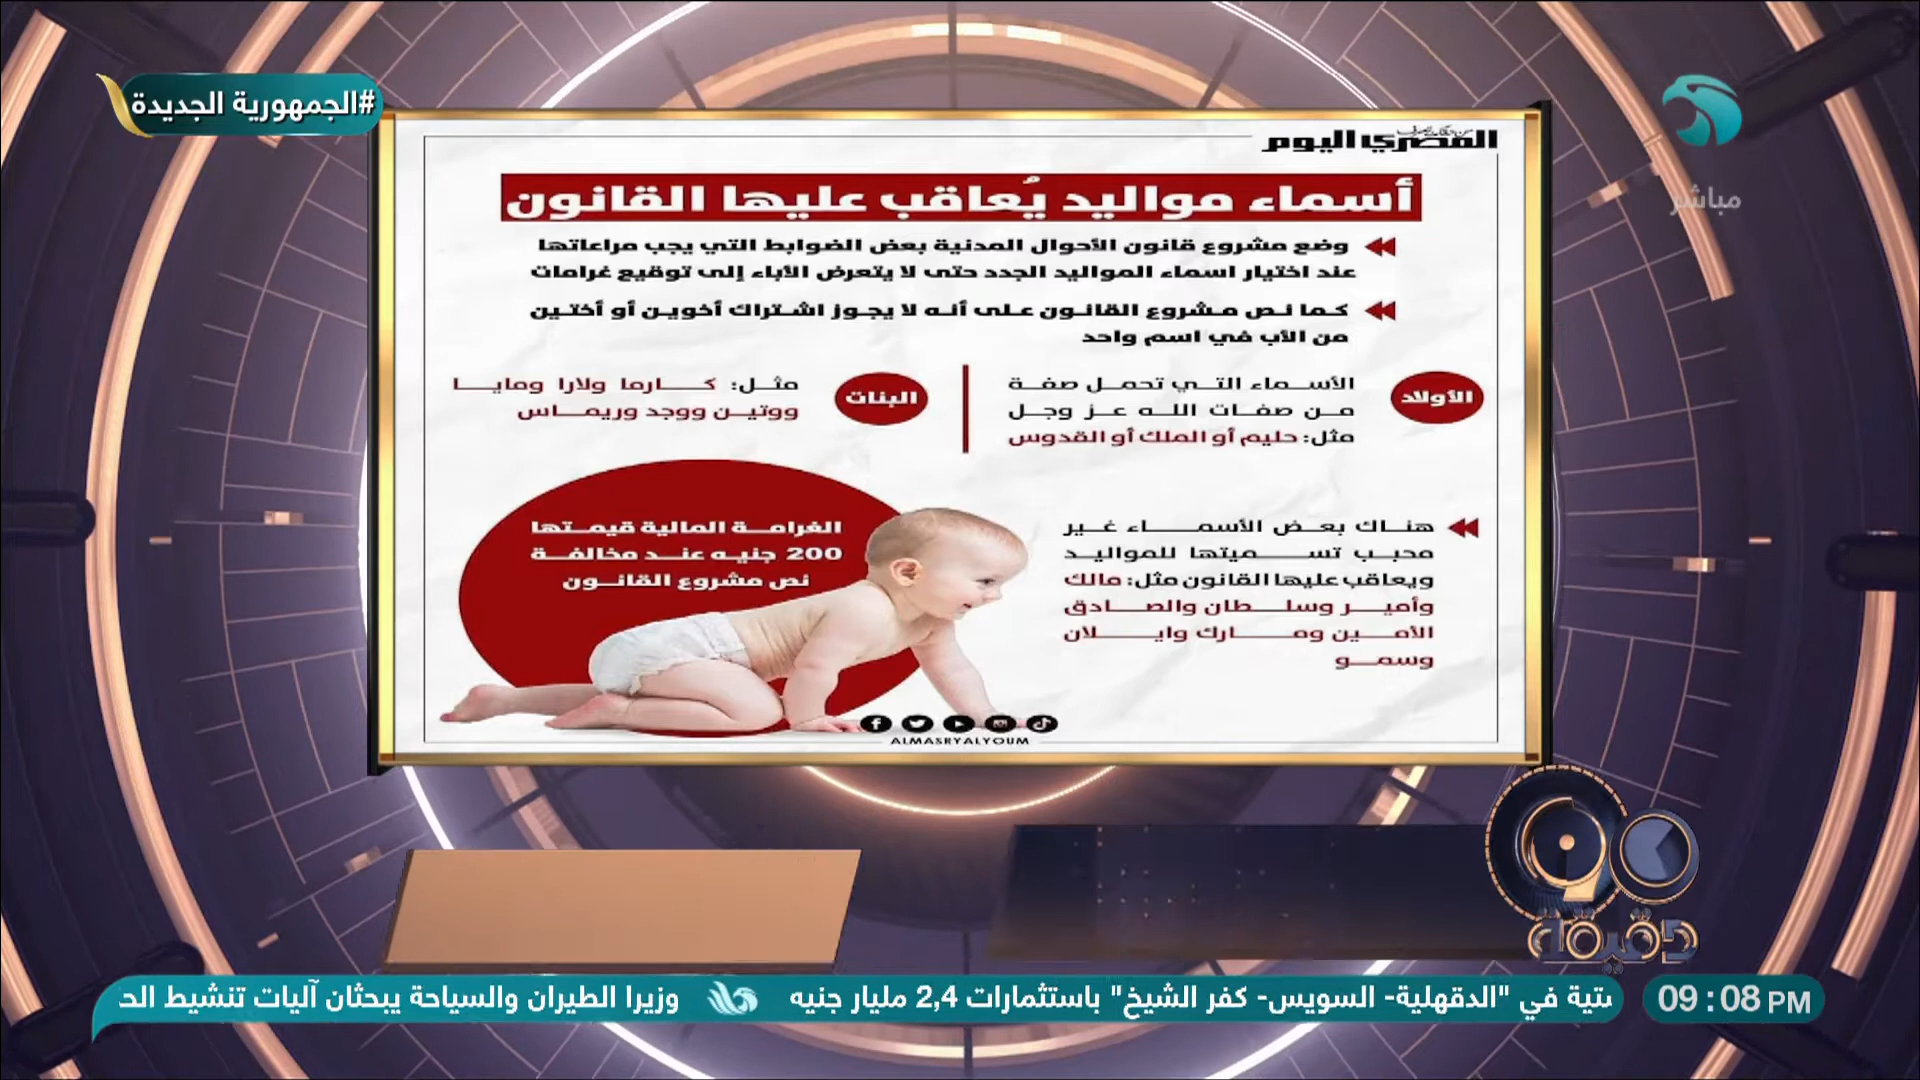 #الجمهورية الجديدة
مباشر
المصري اليوم
أسماء مواليد يُعاقب عليها القانون
وضع مشروع قانون الأحوال المدنية بعض الضوابط التي يجب مراعاتها
عند اختيار اسماء المواليد الجدد حتى لا يتعرض الأباء إلى توقيع غرامات
كما نص مشروع القانون على أنه لا يجوز اشتراك أخوين أو أختين
من الأب في اسم واحد
الأولاد
الأسماء التي تحمل صفة
من صفات الله عز وجل
مثل: حليم أو الملك أو القدوس
البنات
مثل: كارما ولارا ومايا
ووتين ووجد وريماس
هناك بعض الأسماء غير
محبب تسميتها للمواليد
ويعاقب عليها القانون مثل: مالك
وأمير وسلطان والصادق
الأمين ومارك وايلان
وسمو
الغرامة المالية قيمتها
200 جنيه عند مخالفة
نص مشروع القانون
ALMASRYALYOUM
90
دقيقة
ستية في "الدقهلية- السويس- كفر الشيخ" باستثمارات 2,4 مليار جنيه
وزيرا الطيران والسياحة يبحثان آليات تنشيط الحـ
09:08 PM